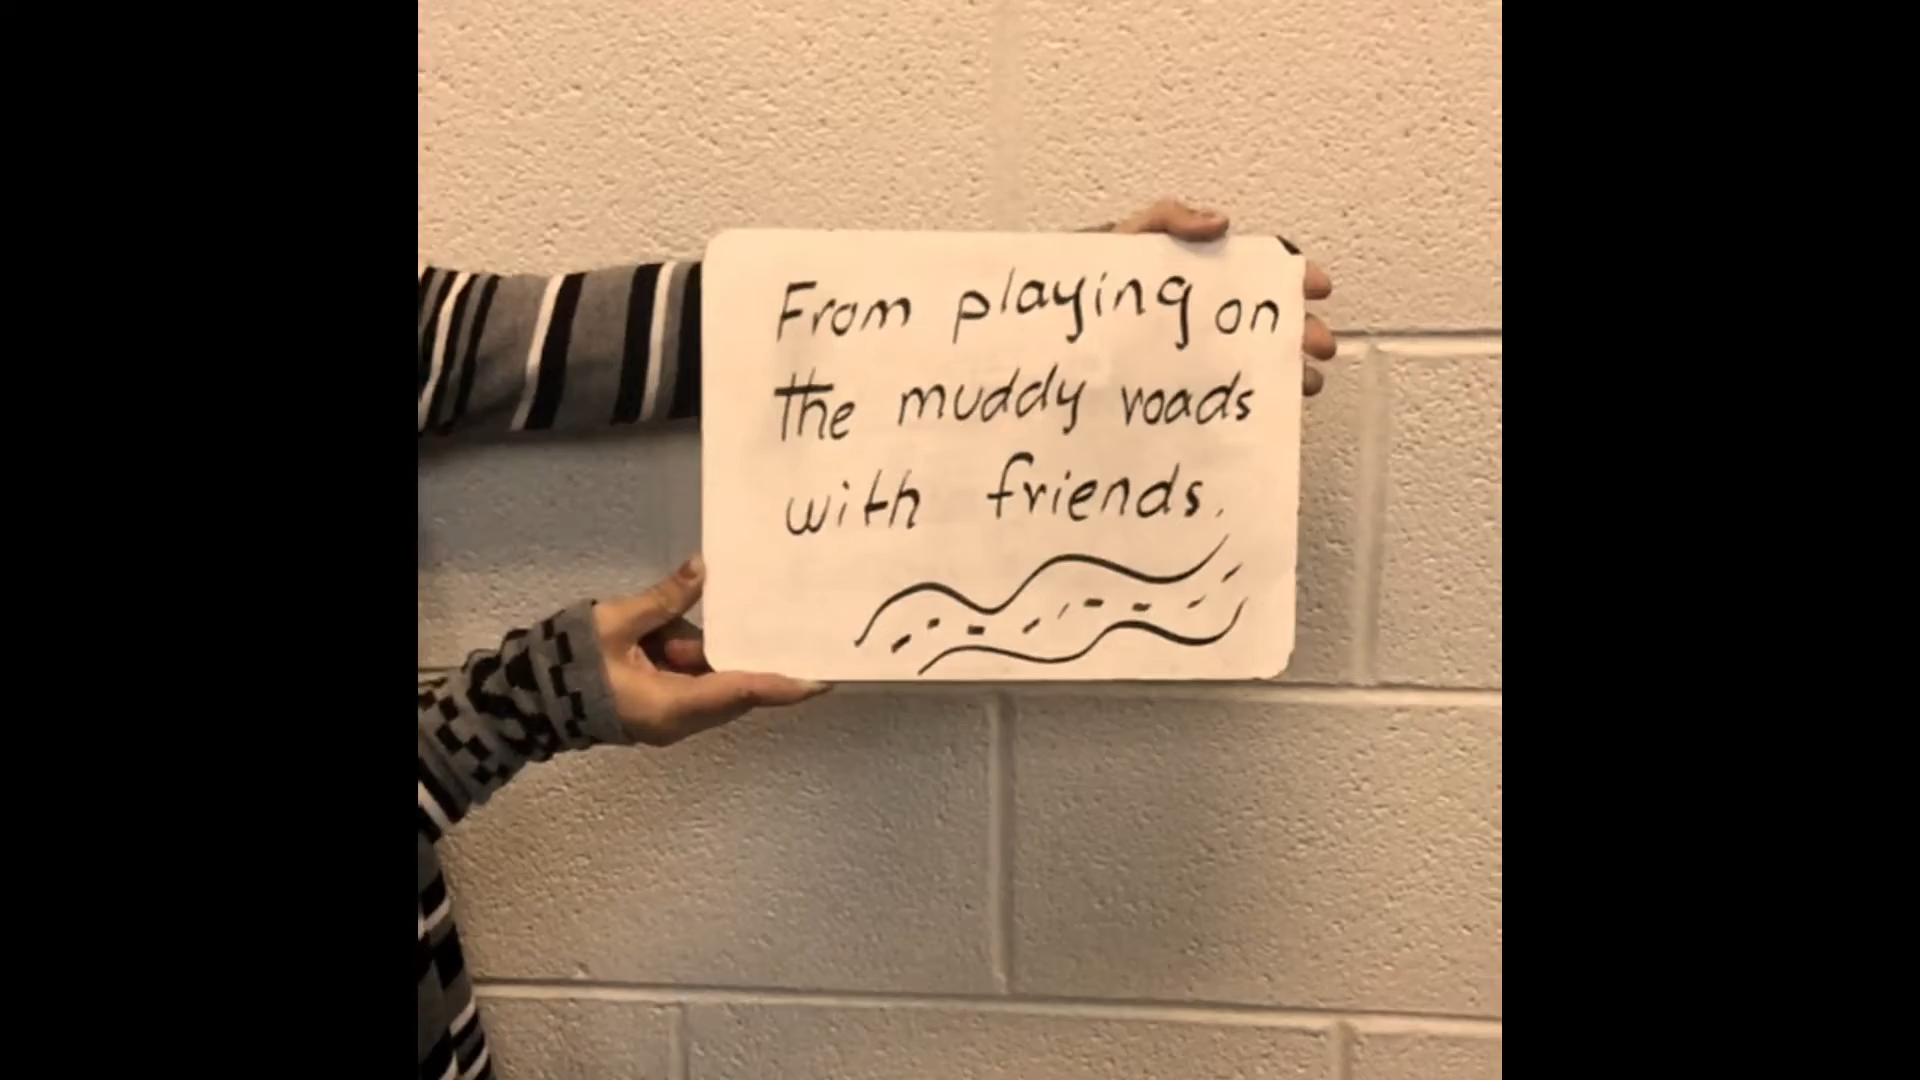 From playing on
the muddy roads
with friends.